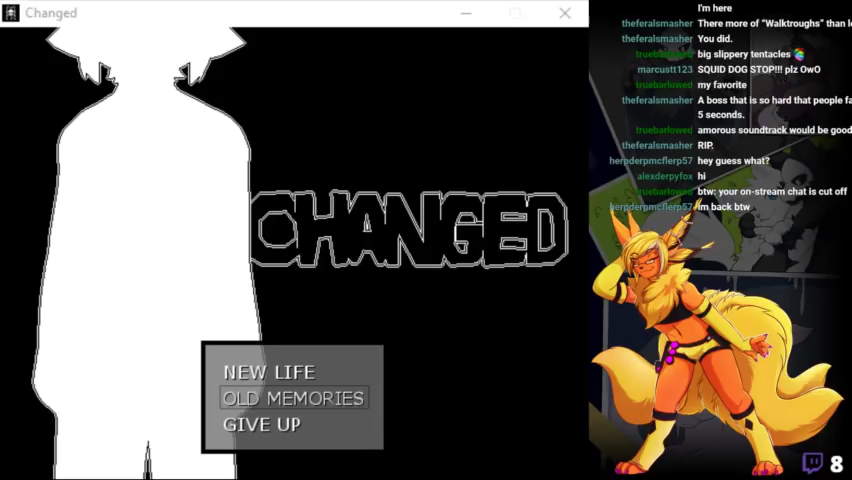 Changed
CHANGED
NEW LIFE
OLD MEMORIES
GIVE UP
I'm here
theferalsmasher There more of “Walktroughs” than
theferalsmasher You did.
truebarlowed big slippery tentacles
marcustt123 SQUID DOG STOP!!! plz OwO
truebarlowed my favorite
theferalsmasher A boss that is so hard that people
5 seconds.
truebarlowed amorous soundtrack would be good
theferalsmasher RIP.
herpderpmcflerp57 hey guess what?
alexderpyfox hi
truebarlowed btw: your on-stream chat is cut off
herpderpmcflerp57 im back btw
8